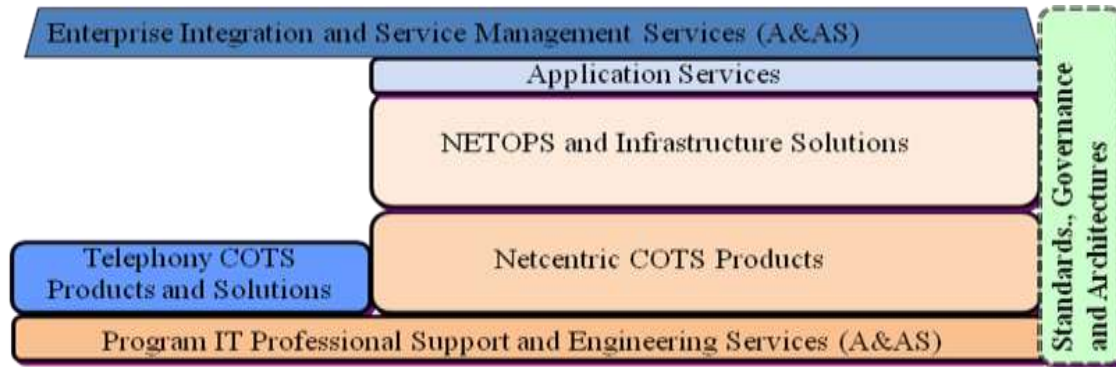 Enterprise Integration and Service Management Services (A&AS)
Application Services
NETOPS and Infrastructure Solutions
Telephony COTS
Products and Solutions
Netcentric COTS Products
Program IT Professional Support and Engineering Services (A&AS)
Standards., Governance
and Architectures